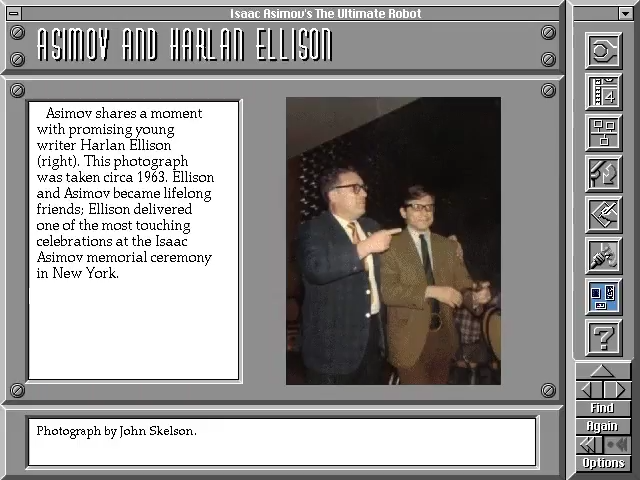 Isaac Asimov's The Ultimate Robot
ASIMOV AND HARLAN ELLISON
Asimov shares a moment
with promising young
writer Harlan Ellison
(right). This photograph
was taken circa 1963. Ellison
and Asimov became lifelong
friends; Ellison delivered
one of the most touching
celebrations at the Isaac
Asimov memorial ceremony
in New York.
Photograph by John Skelson.
4
?
Find
Again
Options